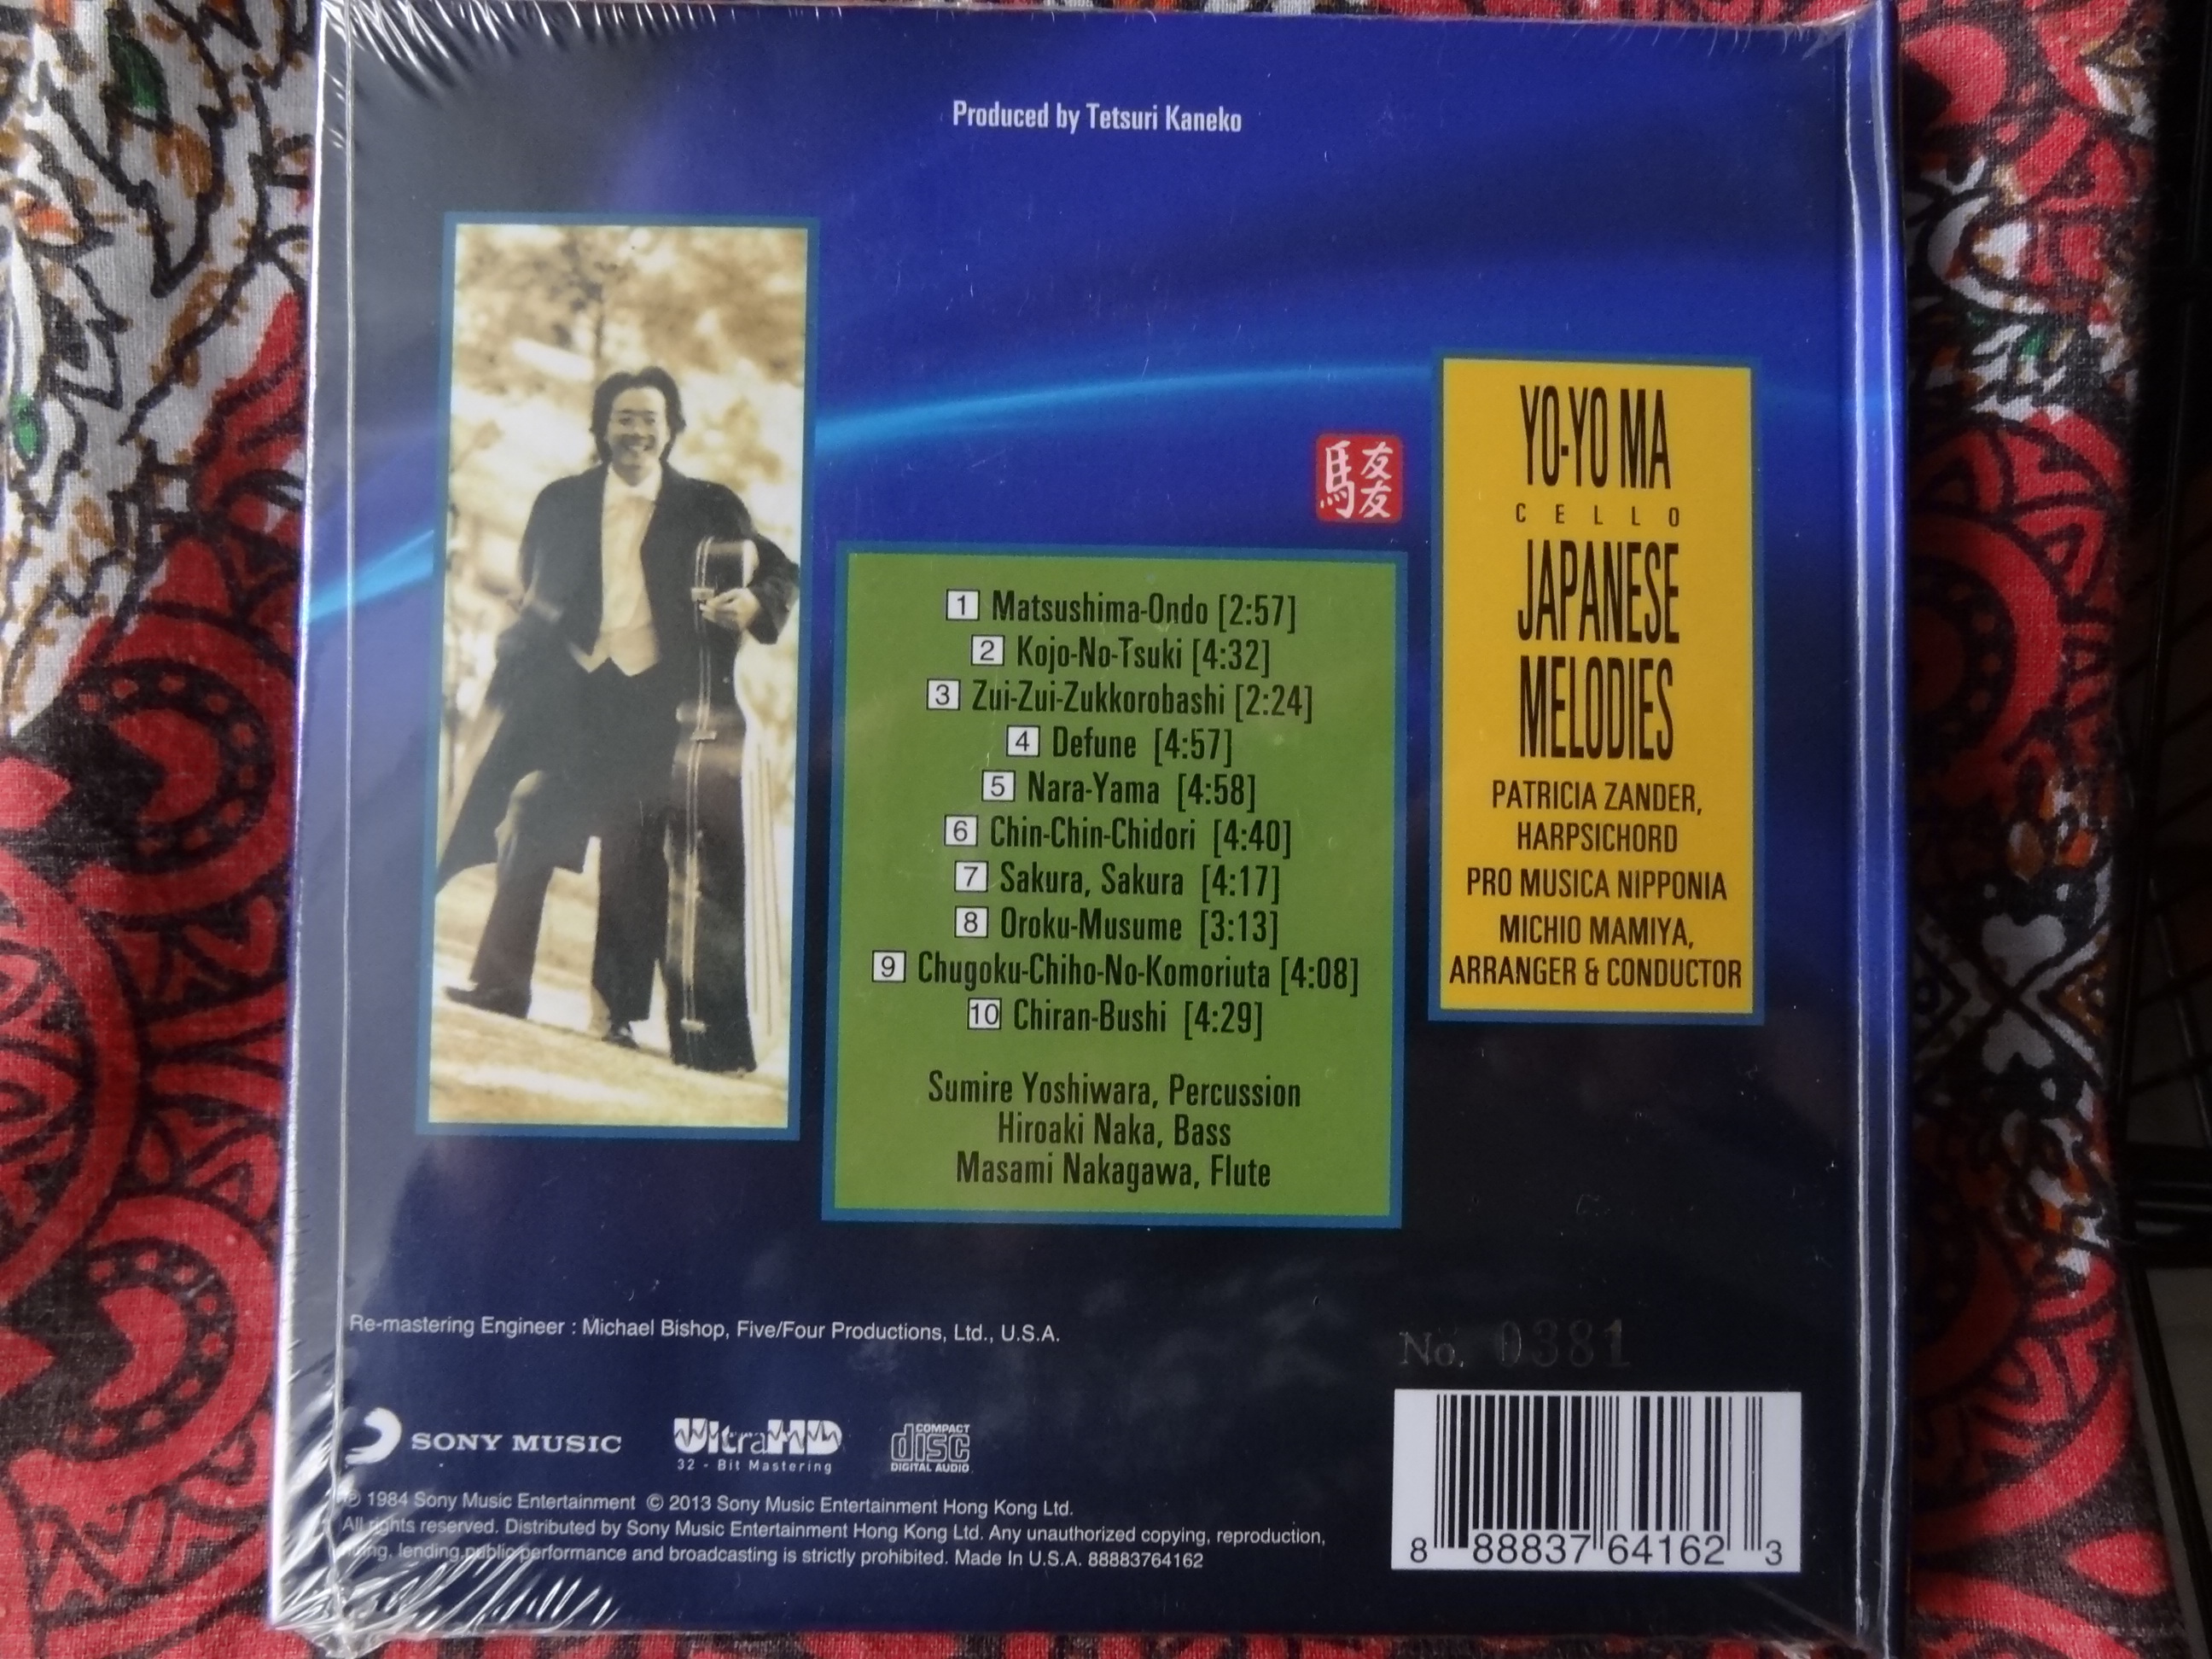 Produced by Tetsuri Kaneko
馬友友
YO-YO MA
CELLO
JAPANESE
MELODIES
PATRICIA ZANDER,
HARPSICHORD
PRO MUSICA NIPPONIA
MICHIO MAMIYA,
ARRANGER & CONDUCTOR
1 Matsushima-Ondo [2:57]
2 Kojo-No-Tsuki [4:32]
3 Zui-Zui-Zukkorobashi [2:24]
4 Defune [4:57]
5 Nara-Yama [4:58]
6 Chin-Chin-Chidori [4:40]
7 Sakura, Sakura [4:17]
8 Oroku-Musume [3:13]
9 Chugoku-Chiho-No-Komoriuta [4:08]
10 Chiran-Bushi [4:29]
Sumire Yoshiwara, Percussion
Hiroaki Naka, Bass
Masami Nakagawa, Flute
Re-mastering Engineer : Michael Bishop, Five/Four Productions, Ltd., U.S.A.
No. 0381
SONY MUSIC
UltraHD
32 - Bit Mastering
COMPACT
disc
DIGITAL AUDIO
℗ 1984 Sony Music Entertainment © 2013 Sony Music Entertainment Hong Kong Ltd.
All rights reserved. Distributed by Sony Music Entertainment Hong Kong Ltd. Any unauthorized copying, reproduction,
lending, public performance and broadcasting is strictly prohibited. Made In U.S.A. 88883764162
8 88837 64162 3